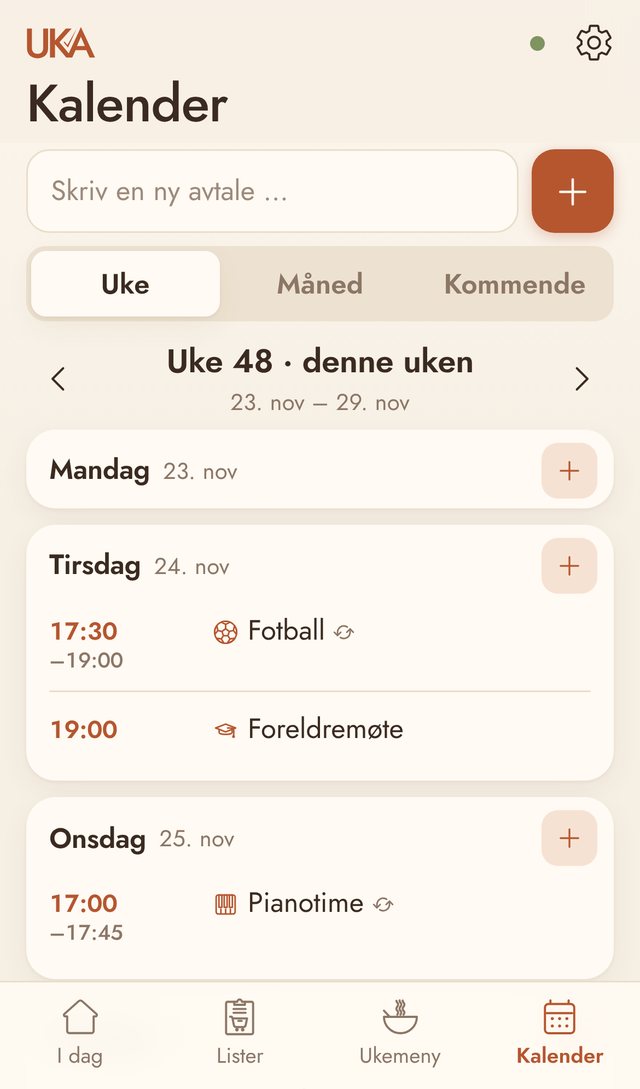 UKA
Kalender
Skriv en ny avtale ...
Uke
Måned
Kommende
Uke 48 · denne uken
23. nov – 29. nov
Mandag 23. nov
Tirsdag 24. nov
17:30 Fotball
–19:00
19:00 Foreldremøte
Onsdag 25. nov
17:00 Pianotime
–17:45
I dag
Lister
Ukemeny
Kalender